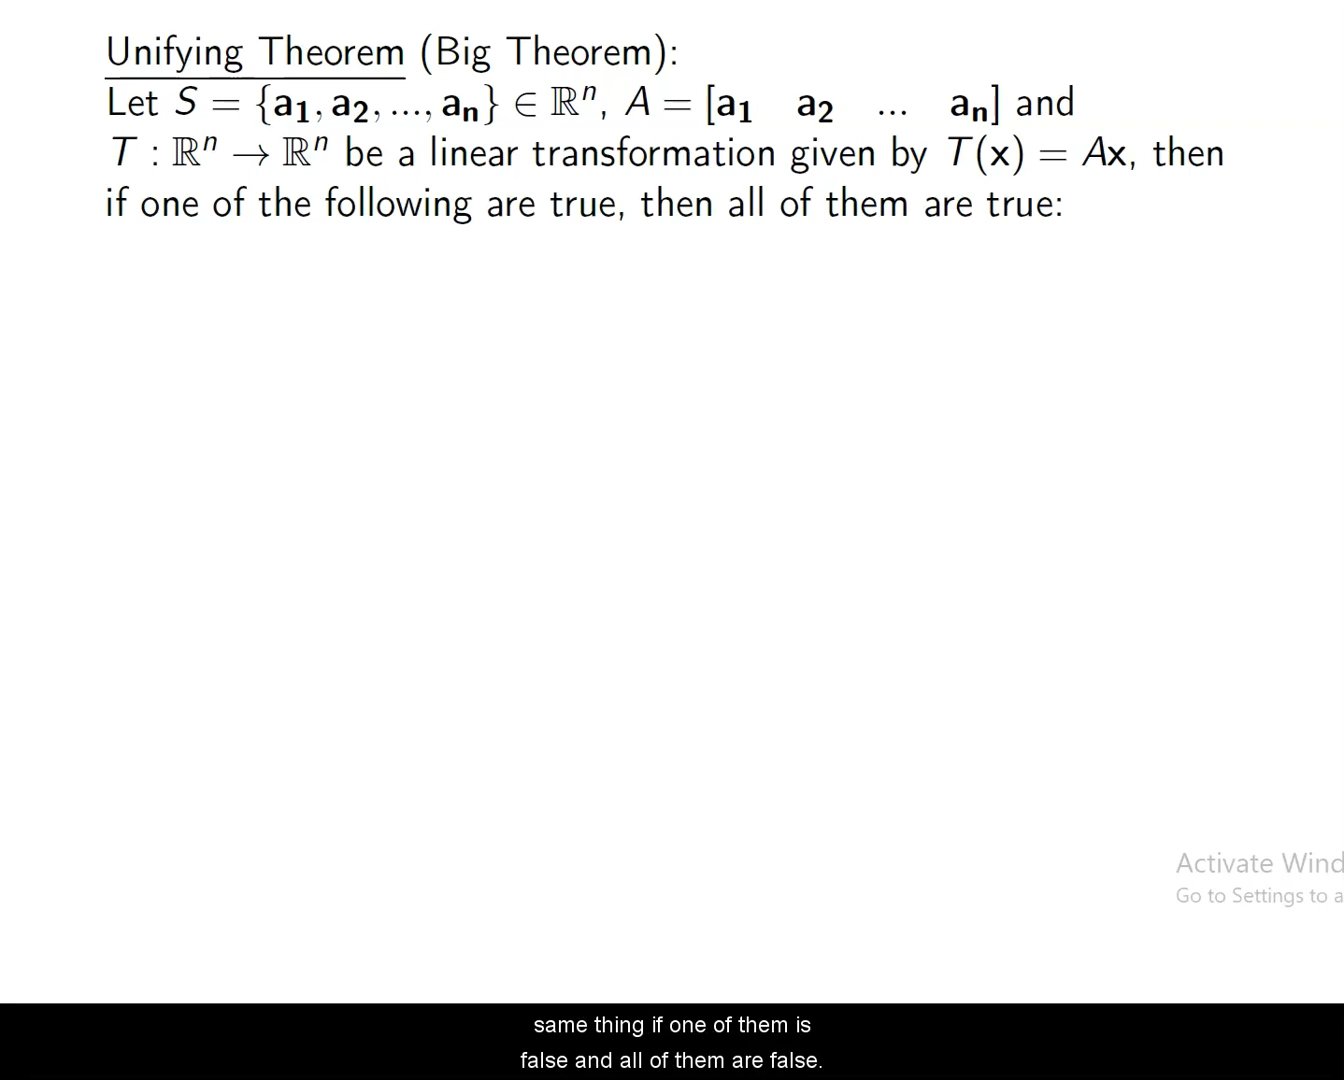 Unifying Theorem (Big Theorem):
Let S = {a₁, a₂, ..., aₙ} ∈ ℝⁿ, A = [a₁ a₂ ... aₙ] and
T : ℝⁿ → ℝⁿ be a linear transformation given by T(x) = Ax, then
if one of the following are true, then all of them are true:
Activate Wind
Go to Settings to a
same thing if one of them is
false and all of them are false.